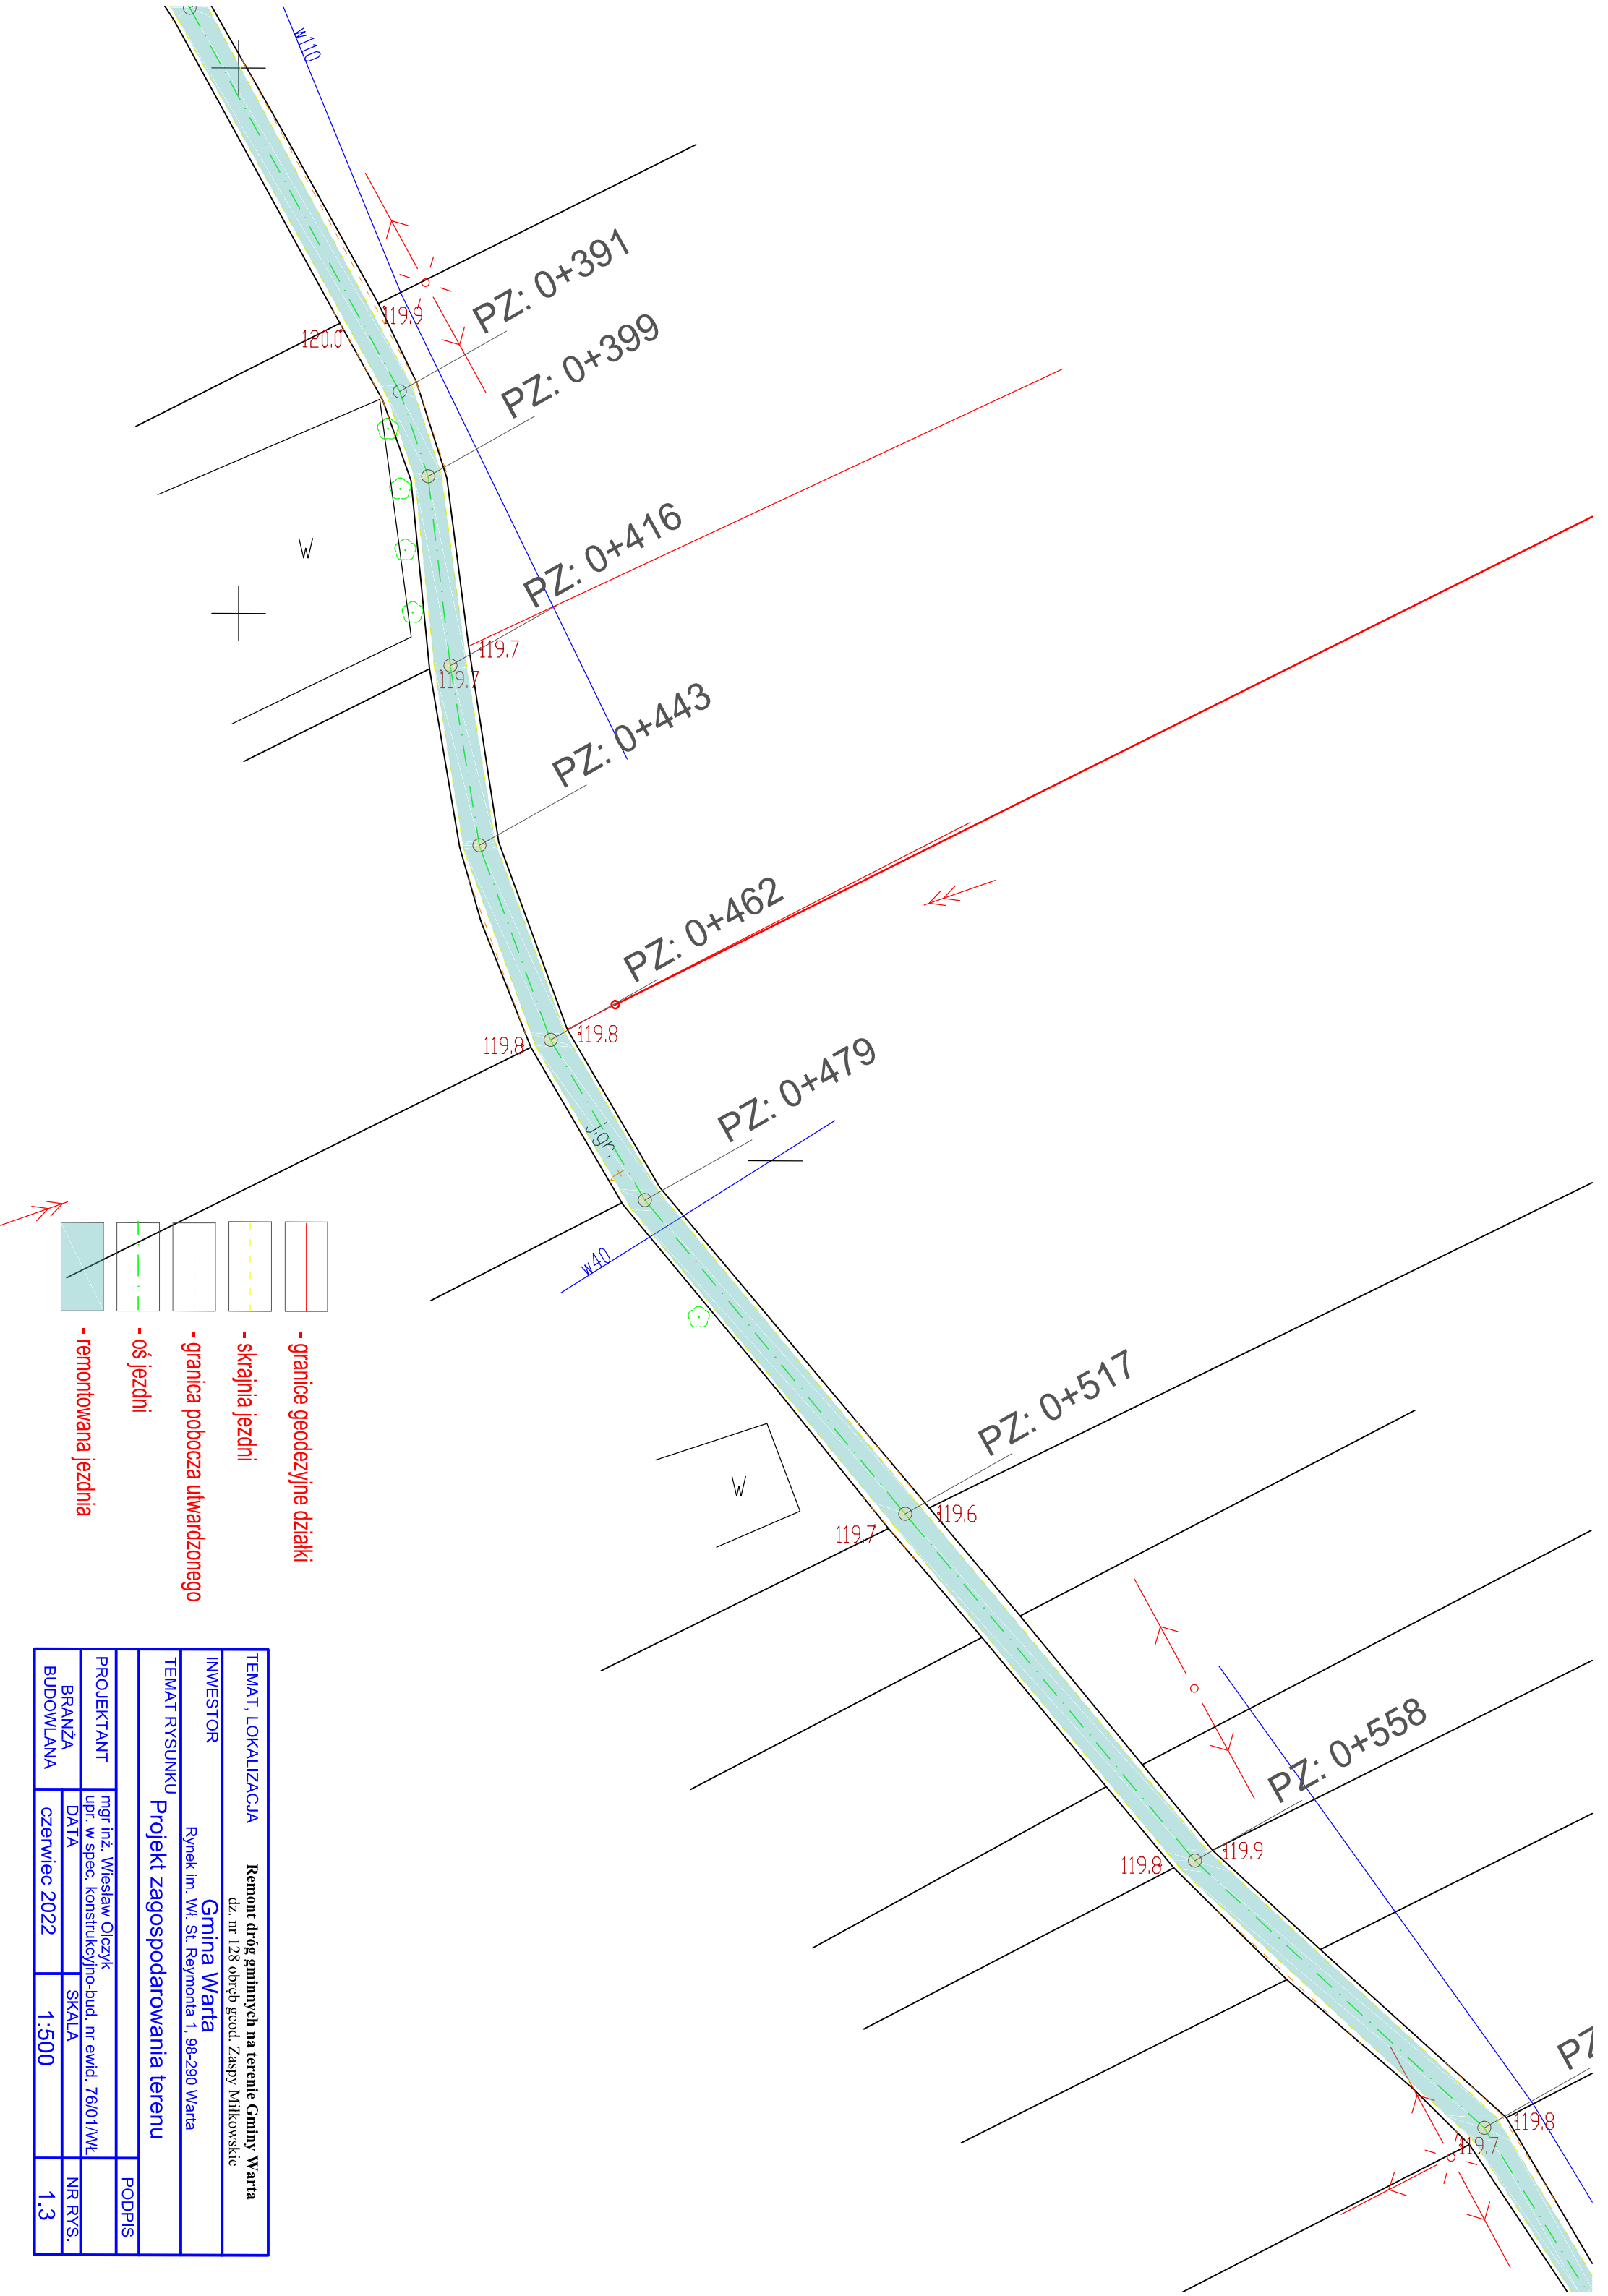 w110
PZ: 0+391
119.9
120.0
PZ: 0+399
W
PZ: 0+416
119.7
119.7
PZ: 0+443
PZ: 0+462
119.8
119.8
PZ: 0+479
j.gr.
w40
PZ: 0+517
119.6
119.7
W
PZ: 0+558
119.9
119.8
PZ
119.8
119.7
- granice geodezyjne działki
- skrajnia jezdni
- granica pobocza utwardzonego
- oś jezdni
- remontowana jezdnia
TEMAT, LOKALIZACJA
Remont dróg gminnych na terenie Gminy Warta
dz. nr 128 obręb geod. Zaspy Miłkowskie
INWESTOR
Gmina Warta
Rynek im. Wł. St. Reymonta 1, 98-290 Warta
TEMAT RYSUNKU
Projekt zagospodarowania terenu
PODPIS
PROJEKTANT
mgr inż. Wiesław Olczyk
upr. w spec. konstrukcyjno-bud. nr ewid. 76/01/WŁ
BRANŻA
BUDOWLANA
DATA
czerwiec 2022
SKALA
1:500
NR RYS.
1.3